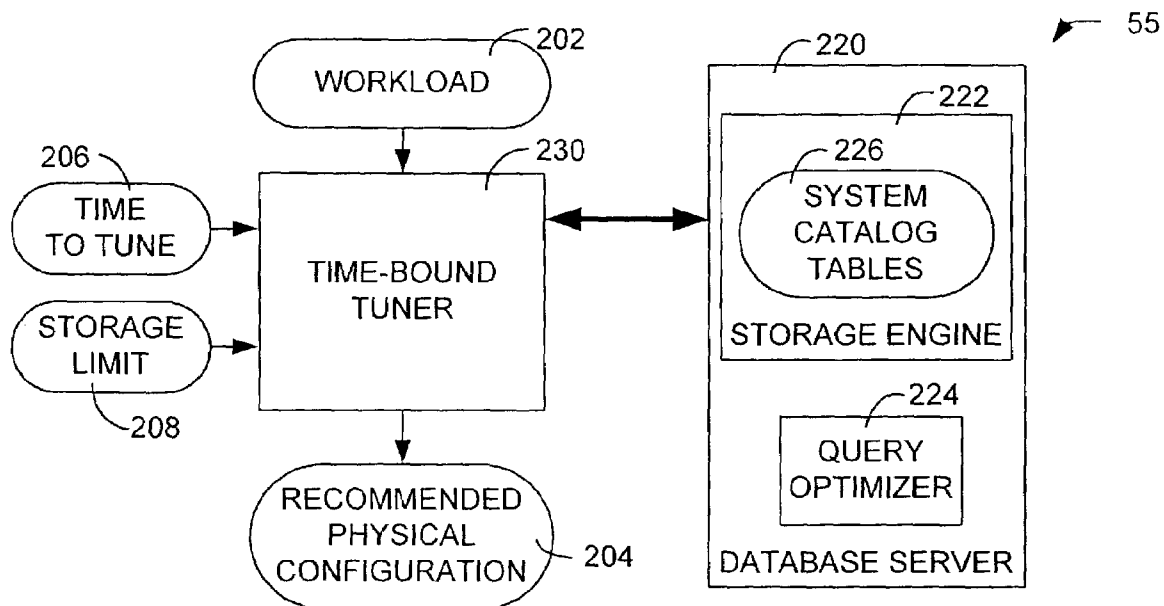 55
202
WORKLOAD
220
222
206
TIME
TO TUNE
230
226
SYSTEM
CATALOG
TABLES
TIME-BOUND
TUNER
STORAGE
LIMIT
208
STORAGE ENGINE
224
QUERY
OPTIMIZER
RECOMMENDED
PHYSICAL
CONFIGURATION
204
DATABASE SERVER